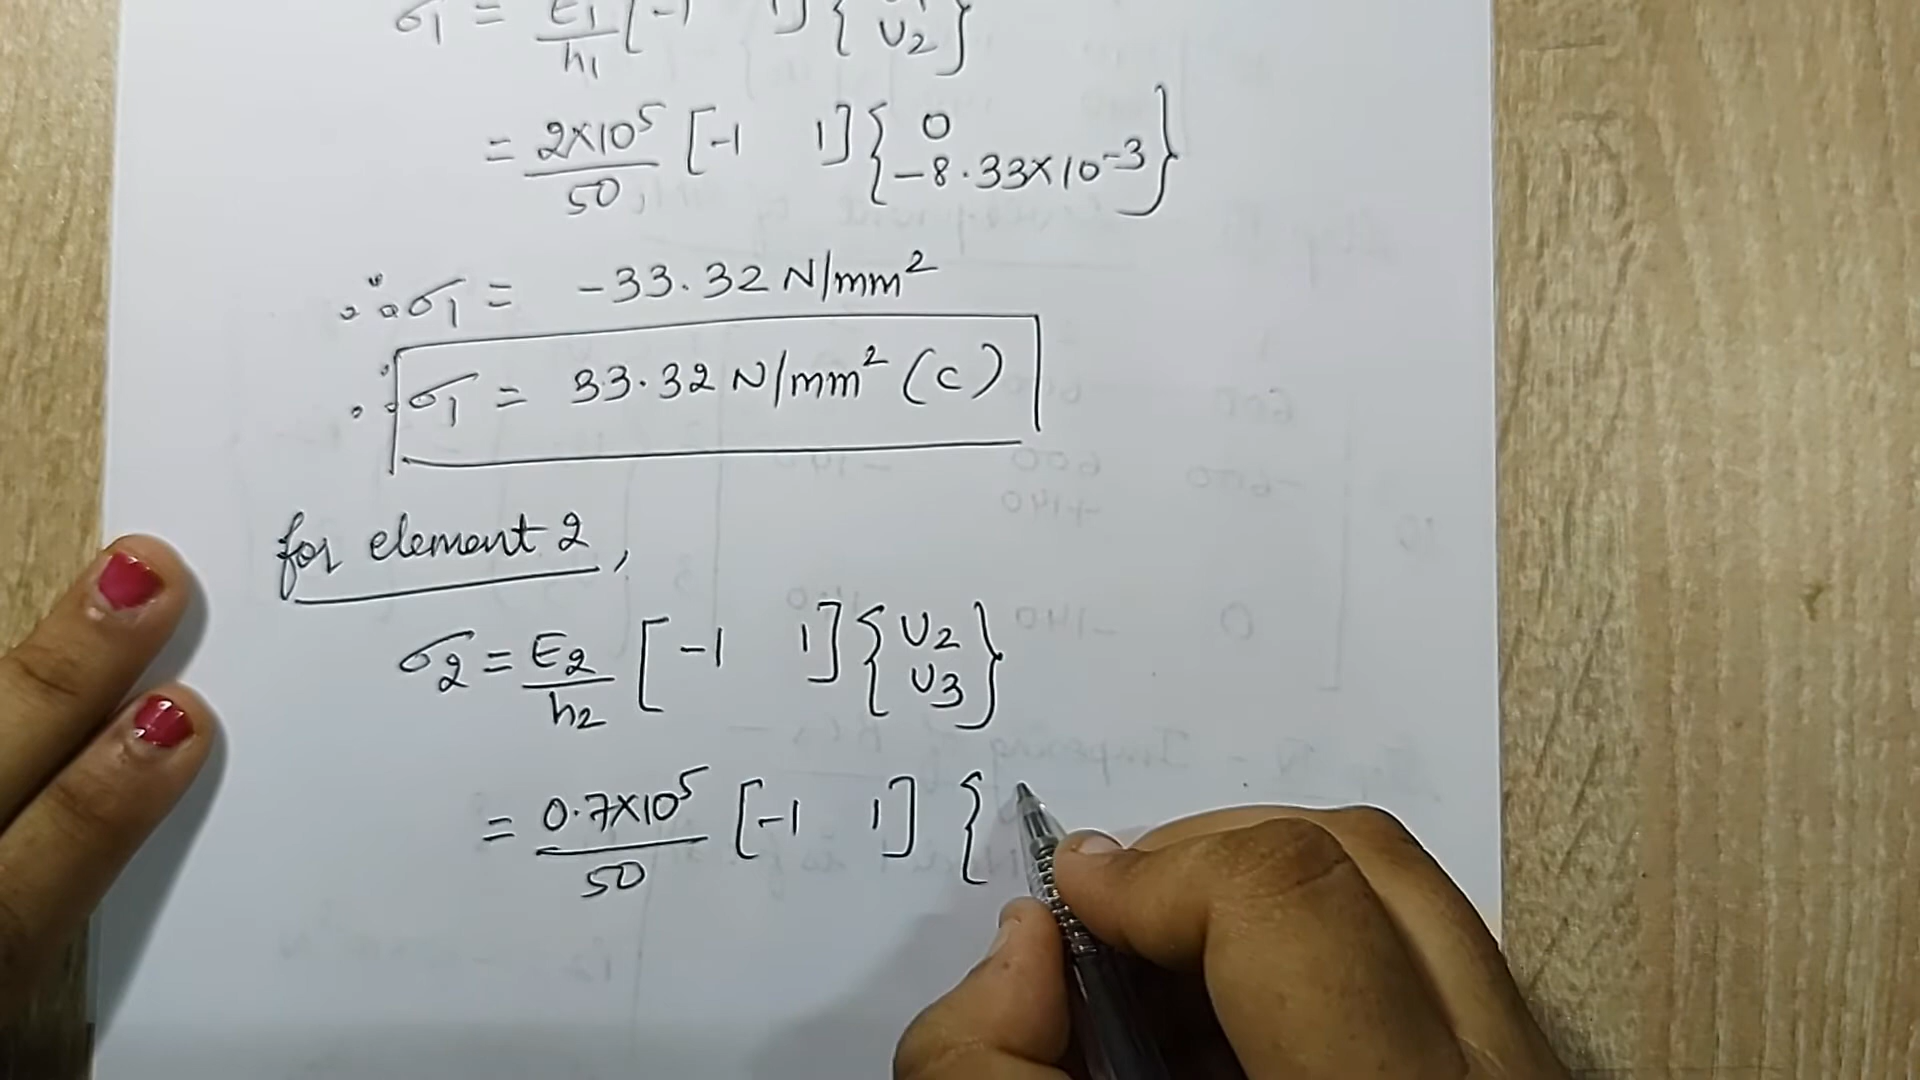 σ1 = E1/h1 [-1 1] { U2 }
= 2×10^5/50 [-1 1] { 0
-8.33×10^-3 }
∴ σ1 = -33.32 N/mm²
∴ σ1 = 33.32 N/mm² (C)
for element 2,
σ2 = E2/h2 [-1 1] { U2
U3 }
= 0.7×10^5/50 [-1 1] {